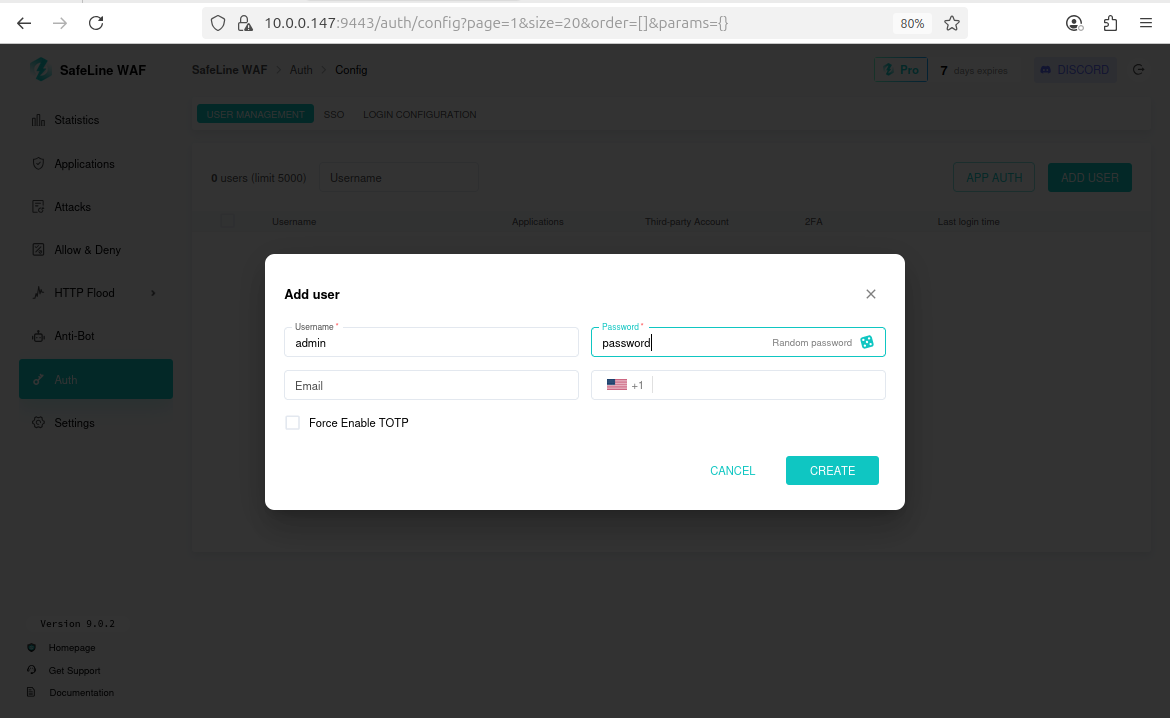 10.0.0.147:9443/auth/config?page=1&size=20&order=[]&params={}
80%
SafeLine WAF
SafeLine WAF > Auth > Config
Pro
7 days expires
DISCORD
Statistics
Applications
Attacks
Allow & Deny
HTTP Flood
Anti-Bot
Auth
Settings
USER MANAGEMENT
SSO
LOGIN CONFIGURATION
0 users (limit 5000)
Username
APP AUTH
ADD USER
Username
Applications
Third-party Account
2FA
Last login time
Add user
Username *
admin
Password *
password
Random password
Email
+1
Force Enable TOTP
CANCEL
CREATE
Version 9.0.2
Homepage
Get Support
Documentation